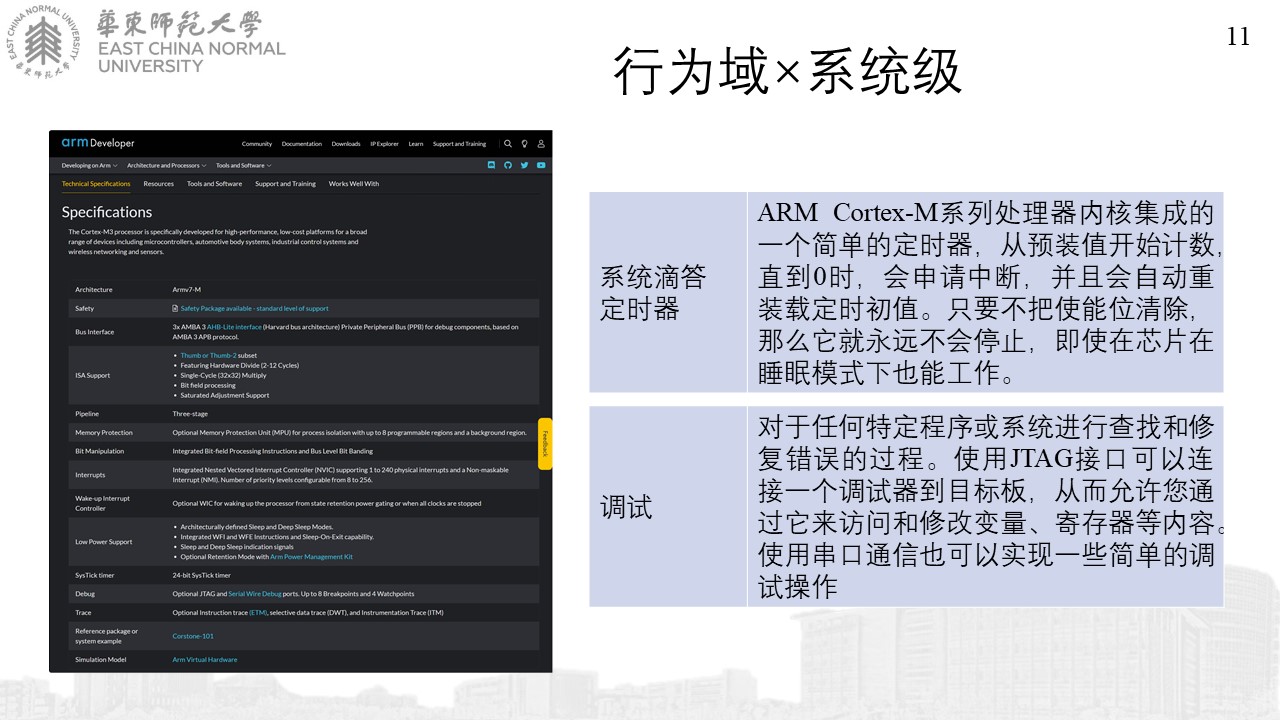 EAST CHINA NORMAL UNIVERSITY
華東師範大學
華東師範大學
EAST CHINA NORMAL
UNIVERSITY
11
行为域×系统级
arm Developer
Community Documentation Downloads IP Explorer Learn Support and Training
Developing on Arm Architecture and Processors Tools and Software
Technical Specifications Resources Tools and Software Support and Training Works Well With
Specifications
The Cortex-M3 processor is specifically developed for high-performance, low-cost platforms for a broad
range of devices including microcontrollers, automotive body systems, industrial control systems and
wireless networking and sensors.
Architecture Armv7-M
Safety Safety Package available - standard level of support
Bus Interface 3x AMBA 3 AHB-Lite interface (Harvard bus architecture) Private Peripheral Bus (PPB) for debug components, based on
AMBA 3 APB protocol.
ISA Support
• Thumb or Thumb-2 subset
• Featuring Hardware Divide (2-12 Cycles)
• Single-Cycle (32x32) Multiply
• Bit field processing
• Saturated Adjustment Support
Pipeline Three-stage
Memory Protection Optional Memory Protection Unit (MPU) for process isolation with up to 8 programmable regions and a background region.
Bit Manipulation Integrated Bit-field Processing Instructions and Bus Level Bit Banding
Interrupts Integrated Nested Vectored Interrupt Controller (NVIC) supporting 1 to 240 physical interrupts and a Non-maskable
Interrupt (NMI). Number of priority levels configurable from 8 to 256.
Wake-up Interrupt
Controller
Optional WIC for waking up the processor from state retention power gating or when all clocks are stopped
Low Power Support
• Architecturally defined Sleep and Deep Sleep Modes.
• Integrated WFI and WFE Instructions and Sleep-On-Exit capability.
• Sleep and Deep Sleep indication signals
• Optional Retention Mode with Arm Power Management Kit
SysTick timer 24-bit SysTick timer
Debug Optional JTAG and Serial Wire Debug ports. Up to 8 Breakpoints and 4 Watchpoints
Trace Optional Instruction trace (ETM), selective data trace (DWT), and Instrumentation Trace (ITM)
Reference package or
system example
Corstone-101
Simulation Model Arm Virtual Hardware
Feedback
系统滴答
定时器
ARM Cortex-M系列处理器内核集成的
一个简单的定时器，从预装值开始计数,
直到0时，会申请中断，并且会自动重
装载定时初值。只要不把使能位清除，
那么它就永远不会停止，即使在芯片在
睡眠模式下也能工作。
调试
对于任何特定程序或系统进行查找和修
复错误的过程。使用JTAG接口可以连
接一个调试器到目标板，从而允许您通
过它来访问和修改变量、寄存器等内容。
使用串口通信也可以实现一些简单的调
试操作